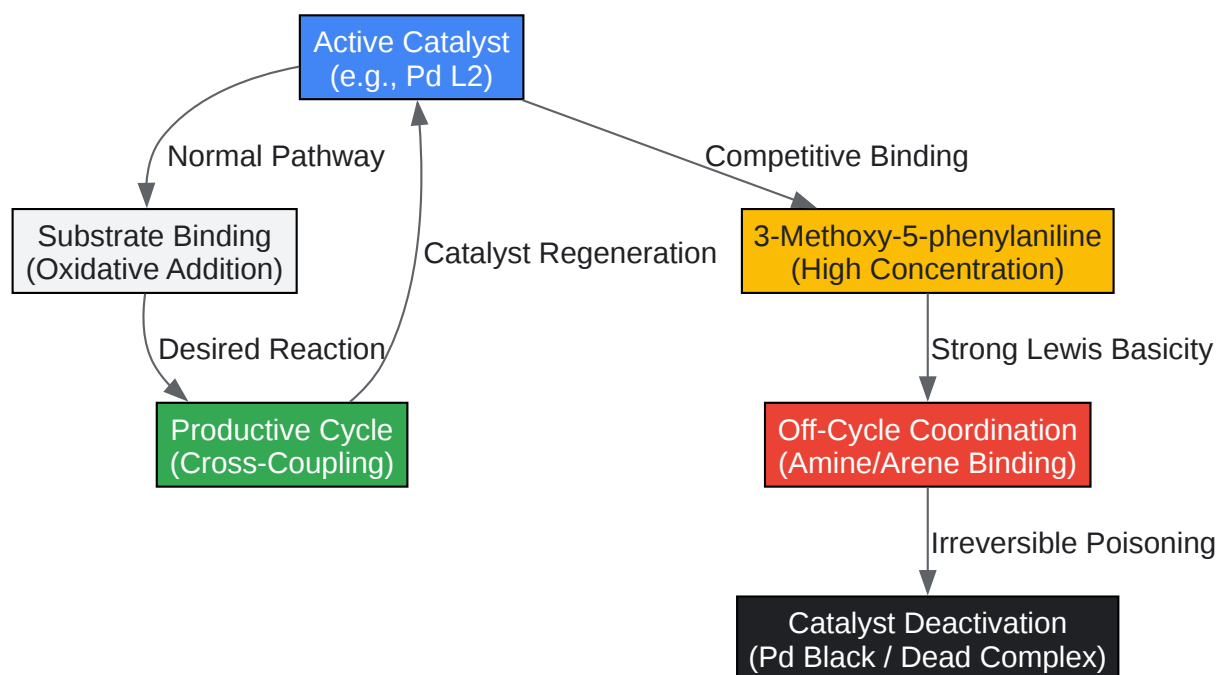 Active Catalyst
(e.g., Pd L2)
Normal Pathway
Competitive Binding
Substrate Binding
(Oxidative Addition)
Catalyst Regeneration
3-Methoxy-5-phenylaniline
(High Concentration)
Desired Reaction
Strong Lewis Basicity
Productive Cycle
(Cross-Coupling)
Off-Cycle Coordination
(Amine/Arene Binding)
Irreversible Poisoning
Catalyst Deactivation
(Pd Black / Dead Complex)